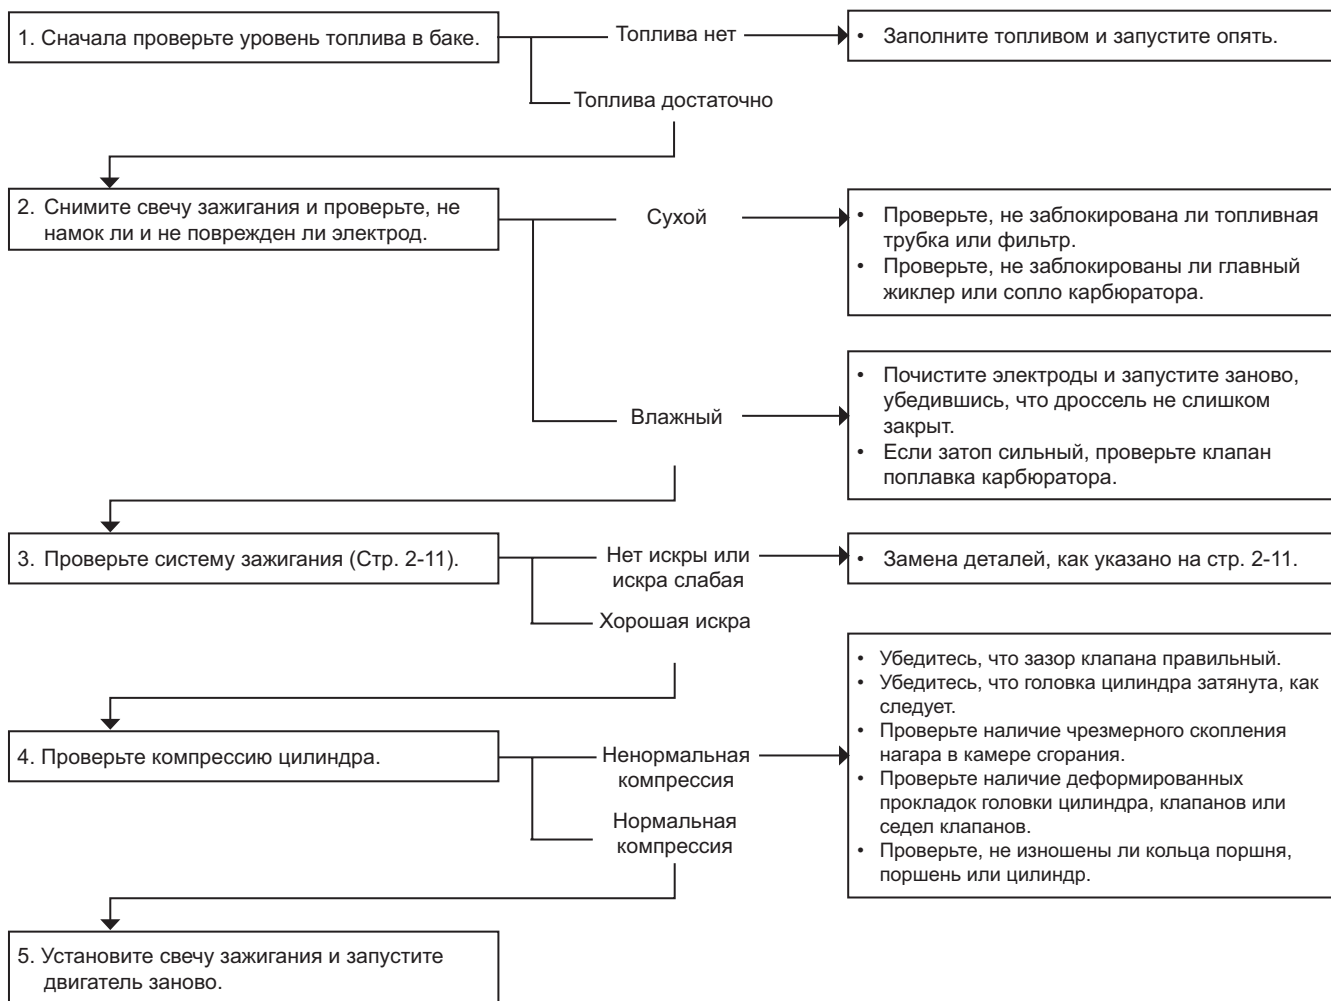 1. Сначала проверьте уровень топлива в баке.
Топлива нет
• Заполните топливом и запустите опять.
Топлива достаточно
2. Снимите свечу зажигания и проверьте, не
намок ли и не поврежден ли электрод.
Сухой
• Проверьте, не заблокирована ли топливная
трубка или фильтр.
• Проверьте, не заблокированы ли главный
жиклер или сопло карбюратора.
Влажный
• Почистите электроды и запустите заново,
убедившись, что дроссель не слишком
закрыт.
• Если затоп сильный, проверьте клапан
поплавка карбюратора.
3. Проверьте систему зажигания (Стр. 2-11).
Нет искры или
искра слабая
• Замена деталей, как указано на стр. 2-11.
Хорошая искра
4. Проверьте компрессию цилиндра.
Ненормальная
компрессия
• Убедитесь, что зазор клапана правильный.
• Убедитесь, что головка цилиндра затянута, как
следует.
• Проверьте наличие чрезмерного скопления
нагара в камере сгорания.
• Проверьте наличие деформированных
прокладок головки цилиндра, клапанов или
седел клапанов.
• Проверьте, не изношены ли кольца поршня,
поршень или цилиндр.
Нормальная
компрессия
5. Установите свечу зажигания и запустите
двигатель заново.